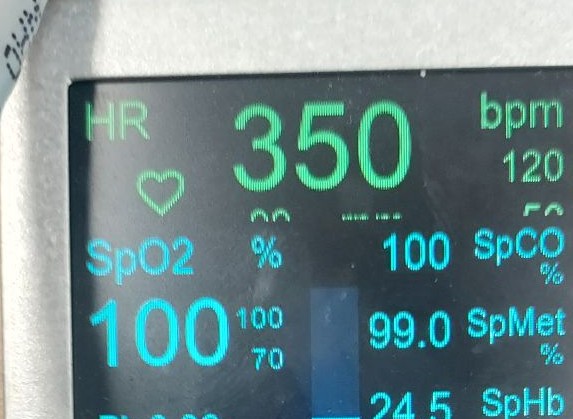 HR 350 bpm
120
SpO2 % 100 SpCO
%
100 100 99.0 SpMet
70 %
24.5 SpHb